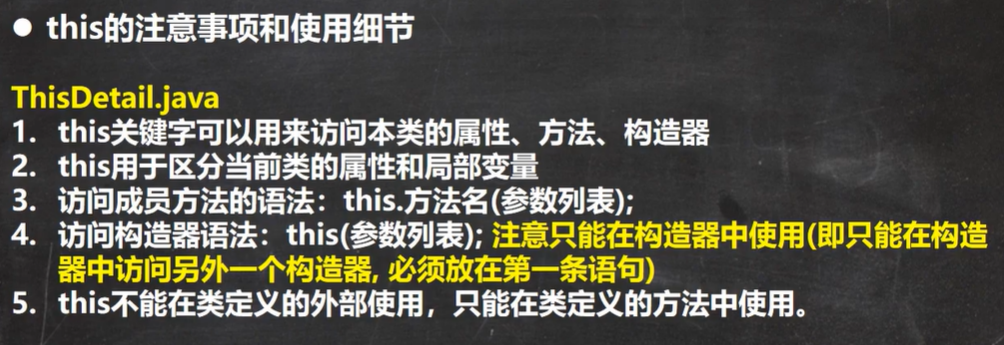 ● this的注意事项和使用细节
ThisDetail.java
1. this关键字可以用来访问本类的属性、方法、构造器
2. this用于区分当前类的属性和局部变量
3. 访问成员方法的语法：this.方法名(参数列表);
4. 访问构造器语法：this(参数列表); 注意只能在构造器中使用(即只能在构造
器中访问另外一个构造器, 必须放在第一条语句)
5. this不能在类定义的外部使用，只能在类定义的方法中使用。